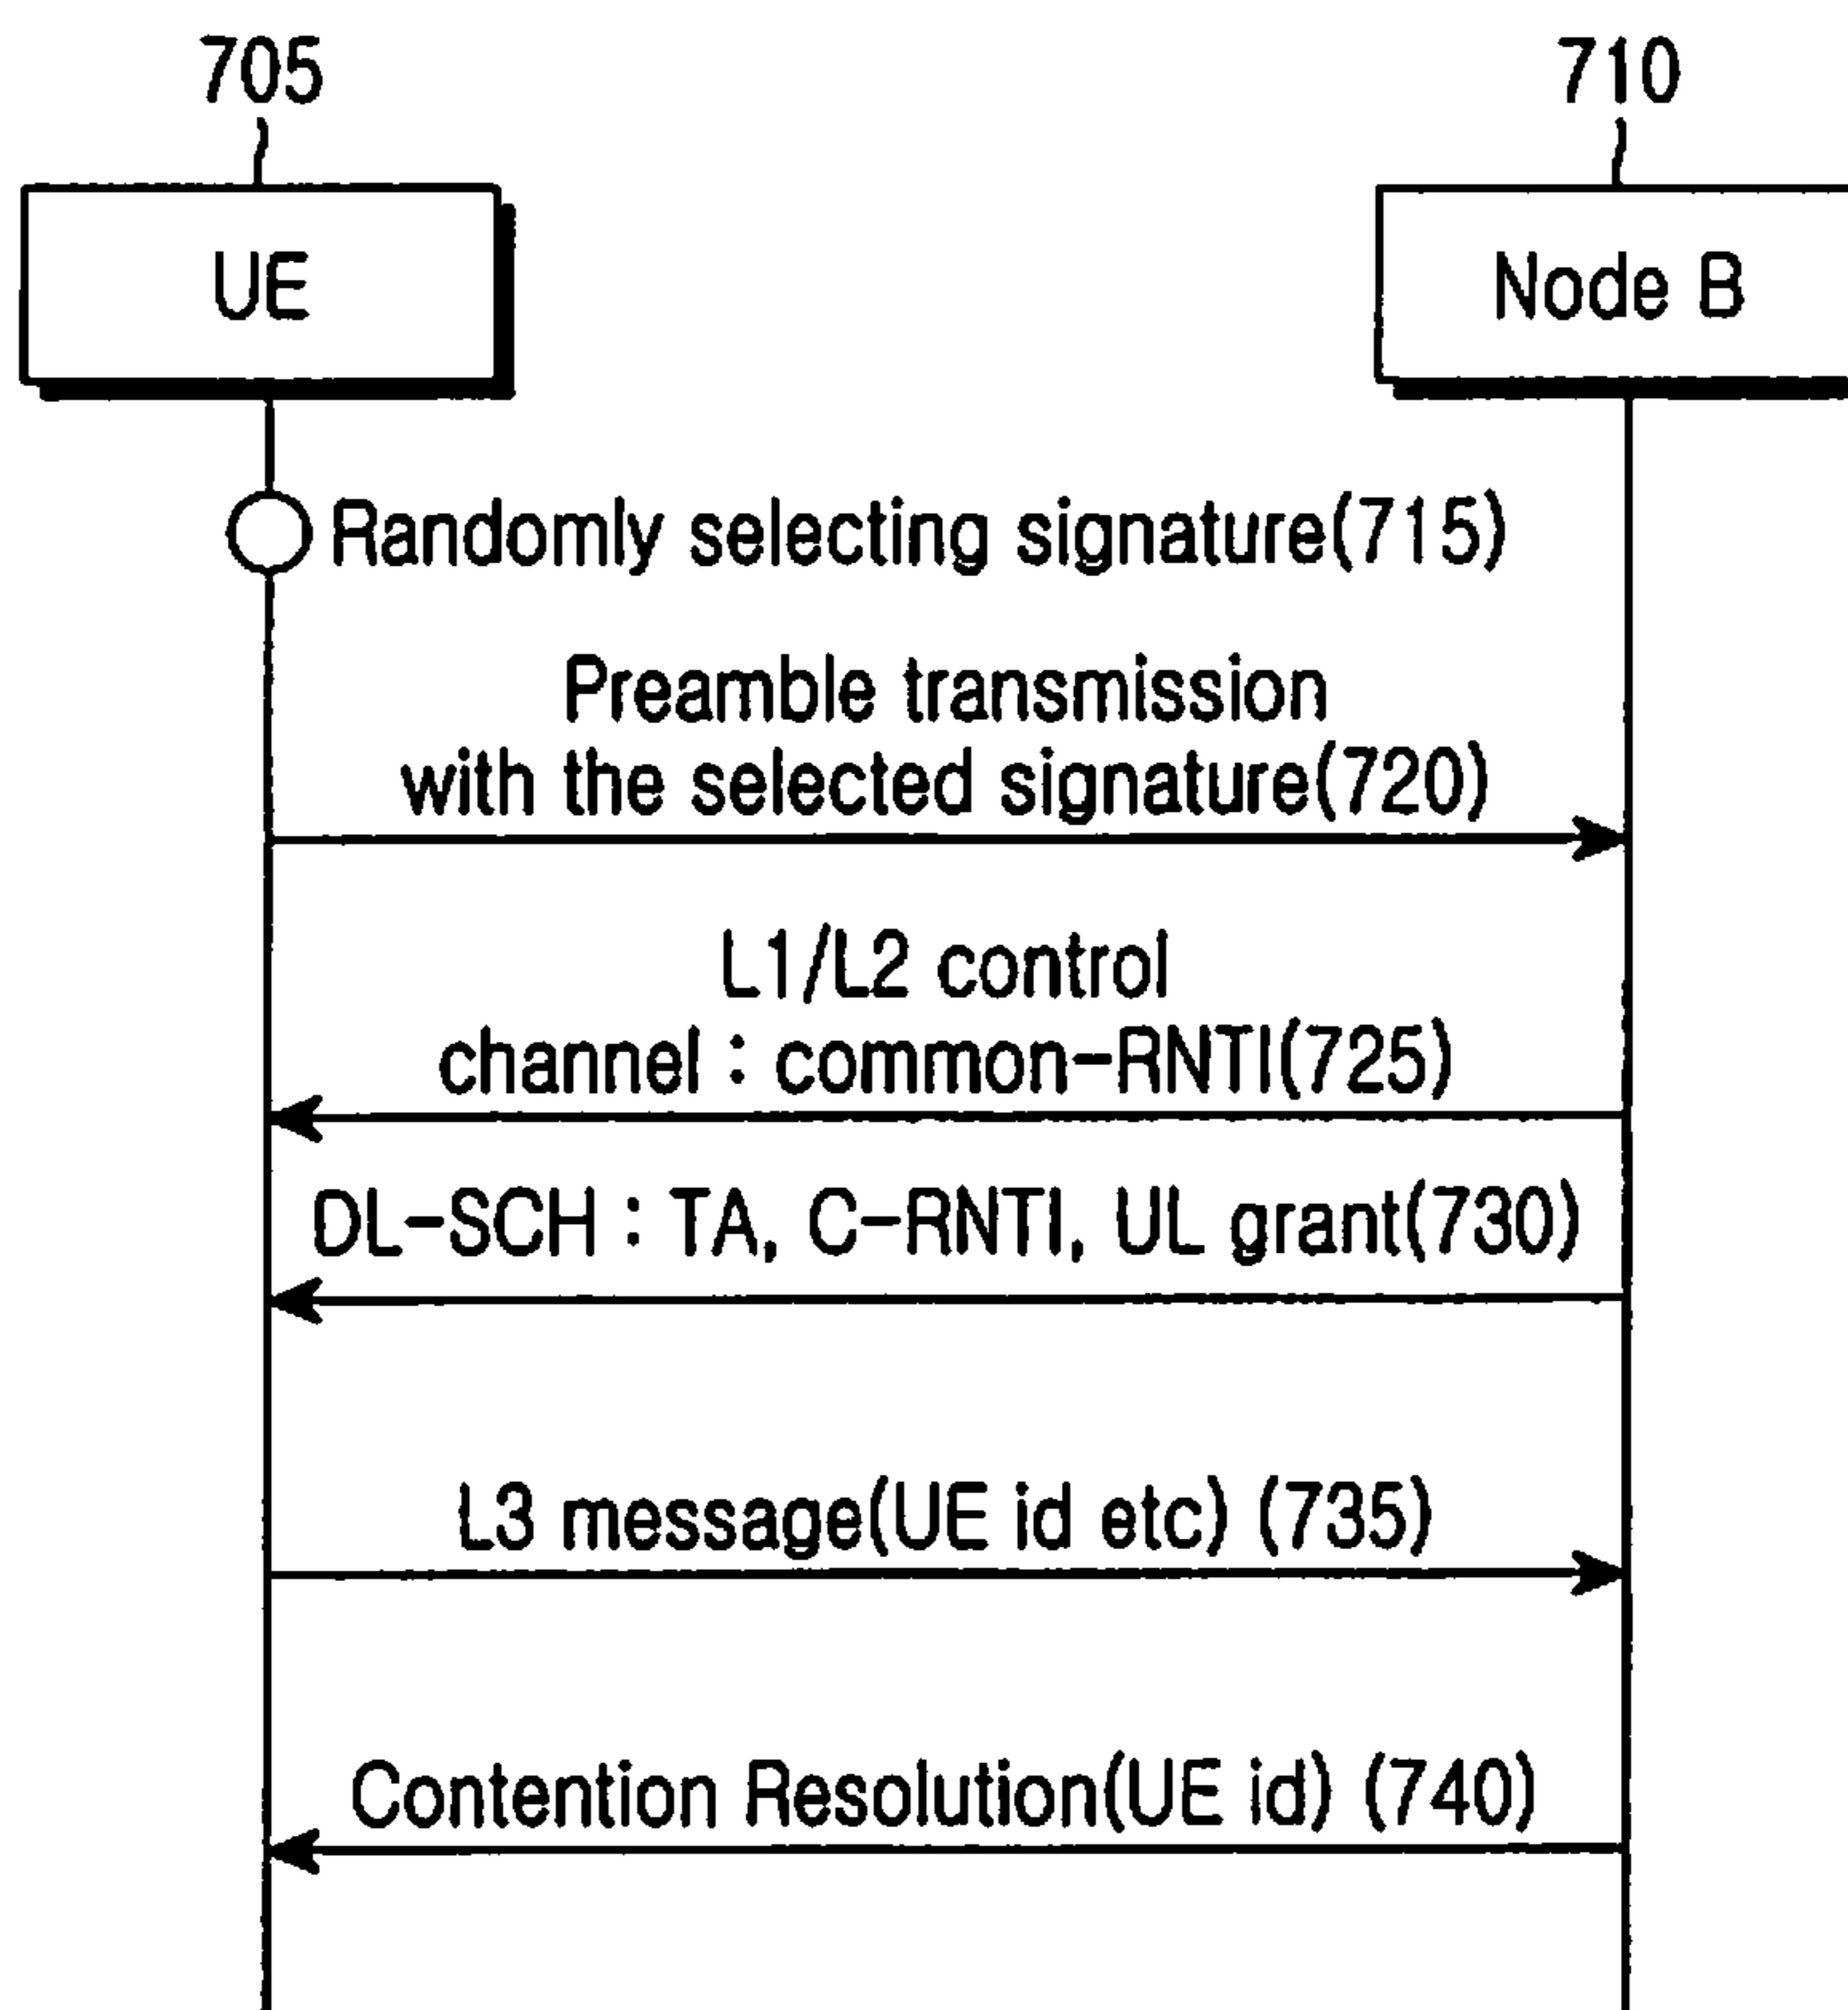 705
710
UE
Node B
Randomly selecting signature(715)
Preamble transmission
with the selected signature(720)
L1/L2 control
channel : common-RNTI(725)
DL-SCH : TA, C-RNTI, UL grant(730)
L3 message(UE id etc) (735)
Contention Resolution(UE id) (740)